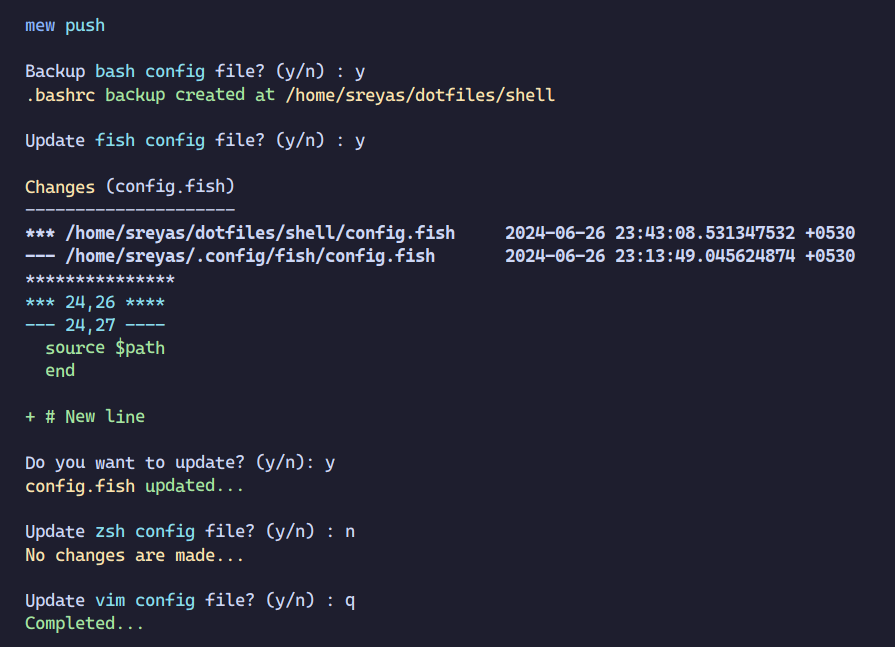 mew push
Backup bash config file? (y/n) : y
.bashrc backup created at /home/sreyas/dotfiles/shell
Update fish config file? (y/n) : y
Changes (config.fish)
---------------------
*** /home/sreyas/dotfiles/shell/config.fish     2024-06-26 23:43:08.531347532 +0530
--- /home/sreyas/.config/fish/config.fish       2024-06-26 23:13:49.045624874 +0530
***************
*** 24,26 ****
--- 24,27 ----
  source $path
  end
+ # New line
Do you want to update? (y/n): y
config.fish updated...
Update zsh config file? (y/n) : n
No changes are made...
Update vim config file? (y/n) : q
Completed...